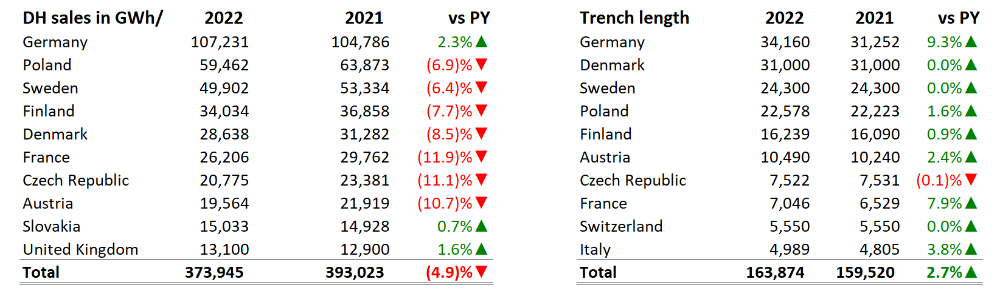 DH sales in GWh/ 2022 2021 vs PY
Germany 107,231 104,786 2.3%▲
Poland 59,462 63,873 (6.9)%▼
Sweden 49,902 53,334 (6.4)%▼
Finland 34,034 36,858 (7.7)%▼
Denmark 28,638 31,282 (8.5)%▼
France 26,206 29,762 (11.9)%▼
Czech Republic 20,775 23,381 (11.1)%▼
Austria 19,564 21,919 (10.7)%▼
Slovakia 15,033 14,928 0.7%▲
United Kingdom 13,100 12,900 1.6%▲
Total 373,945 393,023 (4.9)%▼
Trench length 2022 2021 vs PY
Germany 34,160 31,252 9.3%▲
Denmark 31,000 31,000 0.0%▲
Sweden 24,300 24,300 0.0%▲
Poland 22,578 22,223 1.6%▲
Finland 16,239 16,090 0.9%▲
Austria 10,490 10,240 2.4%▲
Czech Republic 7,522 7,531 (0.1)%▼
France 7,046 6,529 7.9%▲
Switzerland 5,550 5,550 0.0%▲
Italy 4,989 4,805 3.8%▲
Total 163,874 159,520 2.7%▲